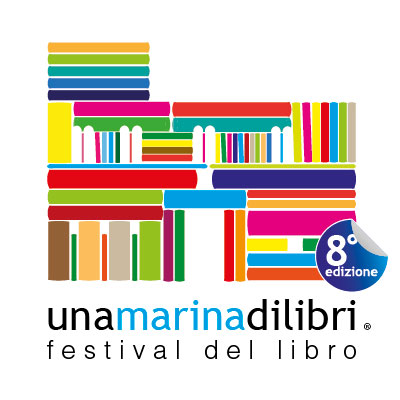 8°
edizione
unamarinadilibri ®
festival del libro